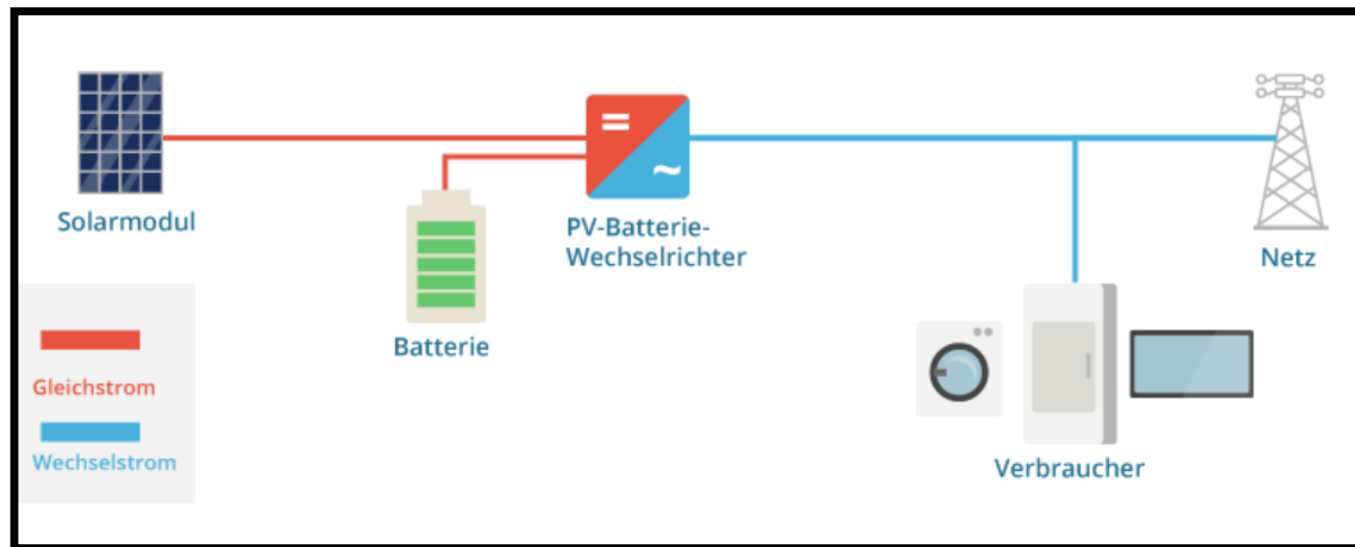 Solarmodul
Batterie
PV-Batterie-
Wechselrichter
Netz
Verbraucher
Gleichstrom
Wechselstrom